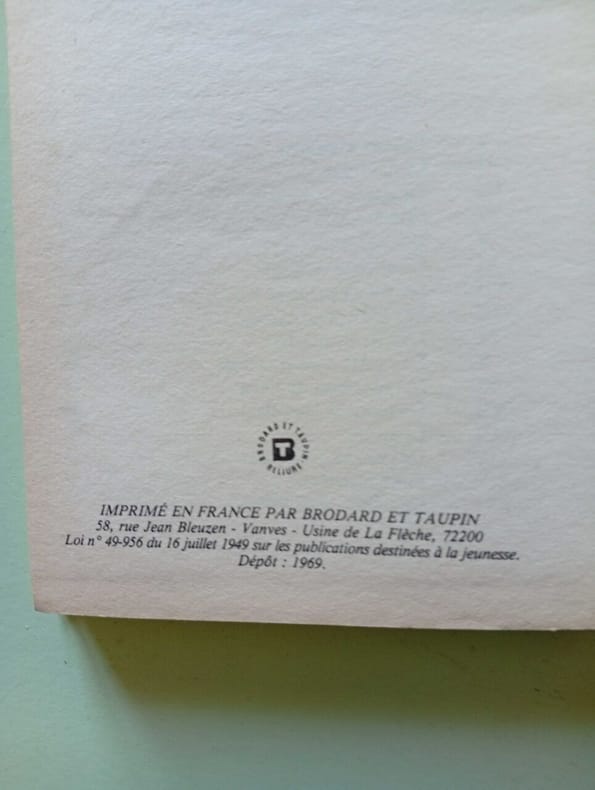 BRODARD ET TAUPIN
BT
RELIURE
IMPRIMÉ EN FRANCE PAR BRODARD ET TAUPIN
58, rue Jean Bleuzen - Vanves - Usine de La Flèche, 72200
Loi n° 49-956 du 16 juillet 1949 sur les publications destinées à la jeunesse.
Dépôt : 1969.